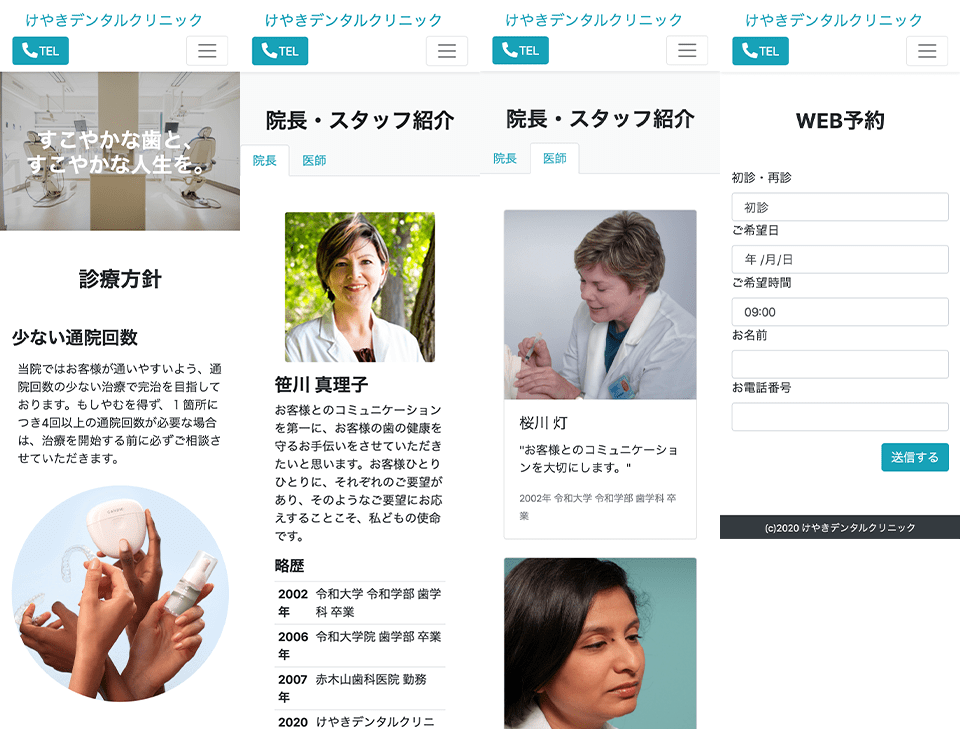 けやきデンタルクリニック
TEL
すこやかな歯と、
すこやかな人生を。
診療方針
少ない通院回数
当院ではお客様が通いやすいよう、通
院回数の少ない治療で完治を目指して
おります。もしやむを得ず、１箇所に
つき4回以上の通院回数が必要な場合
は、治療を開始する前に必ずご相談さ
せていただきます。
けやきデンタルクリニック
TEL
院長・スタッフ紹介
院長
医師
笹川 真理子
お客様とのコミュニケーション
を第一に、お客様の歯の健康を
守るお手伝いをさせていただき
たいと思います。お客様ひとり
ひとりに、それぞれのご要望が
あり、そのようなご要望にお応
えすることこそ、私どもの使命
です。
略歴
2002 令和大学 令和学部 歯学
年 科 卒業
2006 令和大学院 歯学部 卒業
年
2007 赤木山歯科医院 勤務
年
2020 けやきデンタルクリニ
けやきデンタルクリニック
TEL
院長・スタッフ紹介
院長
医師
桜川 灯
"お客様とのコミュニケーショ
ンを大切にします。"
2002年 令和大学 令和学部 歯学科 卒
業
けやきデンタルクリニック
TEL
WEB予約
初診・再診
初診
ご希望日
年 /月/日
ご希望時間
09:00
お名前
お電話番号
送信する
(c)2020 けやきデンタルクリニック